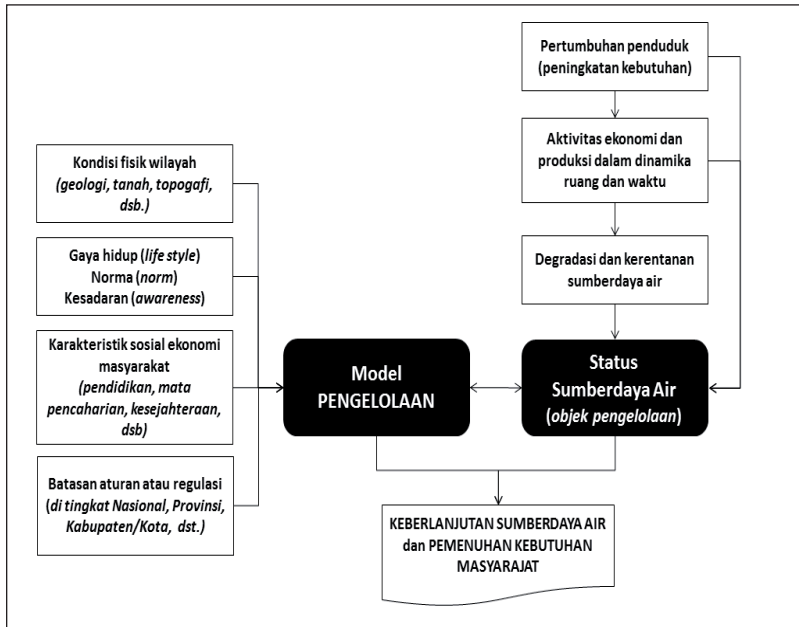 Pertumbuhan penduduk
(peningkatan kebutuhan)
Aktivitas ekonomi dan
produksi dalam dinamika
ruang dan waktu
Degradasi dan kerentanan
sumberdaya air
Kondisi fisik wilayah
(geologi, tanah, topogafi,
dsb.)
Gaya hidup (life style)
Norma (norm)
Kesadaran (awareness)
Karakteristik sosial ekonomi
masyarakat
(pendidikan, mata
pencaharian, kesejahteraan,
dsb)
Batasan aturan atau regulasi
(di tingkat Nasional, Provinsi,
Kabupaten/Kota, dst.)
Model
PENGELOLAAN
Status
Sumberdaya Air
(objek pengelolaan)
KEBERLANJUTAN SUMBERDAYA AIR
dan PEMENUHAN KEBUTUHAN
MASYARAJAT